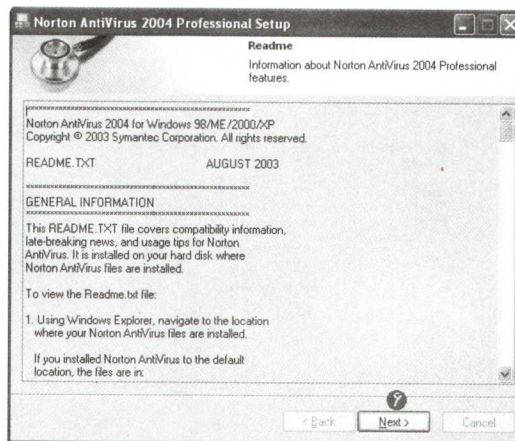 Norton AntiVirus 2004 Professional Setup
Readme
Information about Norton AntiVirus 2004 Professional
features.
××××××××××××××××××××××××××××××××××××××××××××××××
Norton AntiVirus 2004 for Windows 98/ME/2000/XP
Copyright © 2003 Symantec Corporation. All rights reserved.
README.TXT AUGUST 2003
××××××××××××××××××××××××××××××××××××××××××××××××
GENERAL INFORMATION
××××××××××××××××××××××××××××××××××××××××××××××××
This README.TXT file covers compatibility information,
late-breaking news, and usage tips for Norton
AntiVirus. It is installed on your hard disk where
Norton AntiVirus files are installed.
To view the Readme.txt file:
1. Using Windows Explorer, navigate to the location
where your Norton AntiVirus files are installed.
If you installed Norton AntiVirus to the default
location, the files are in:
۹
< Back Next > Cancel